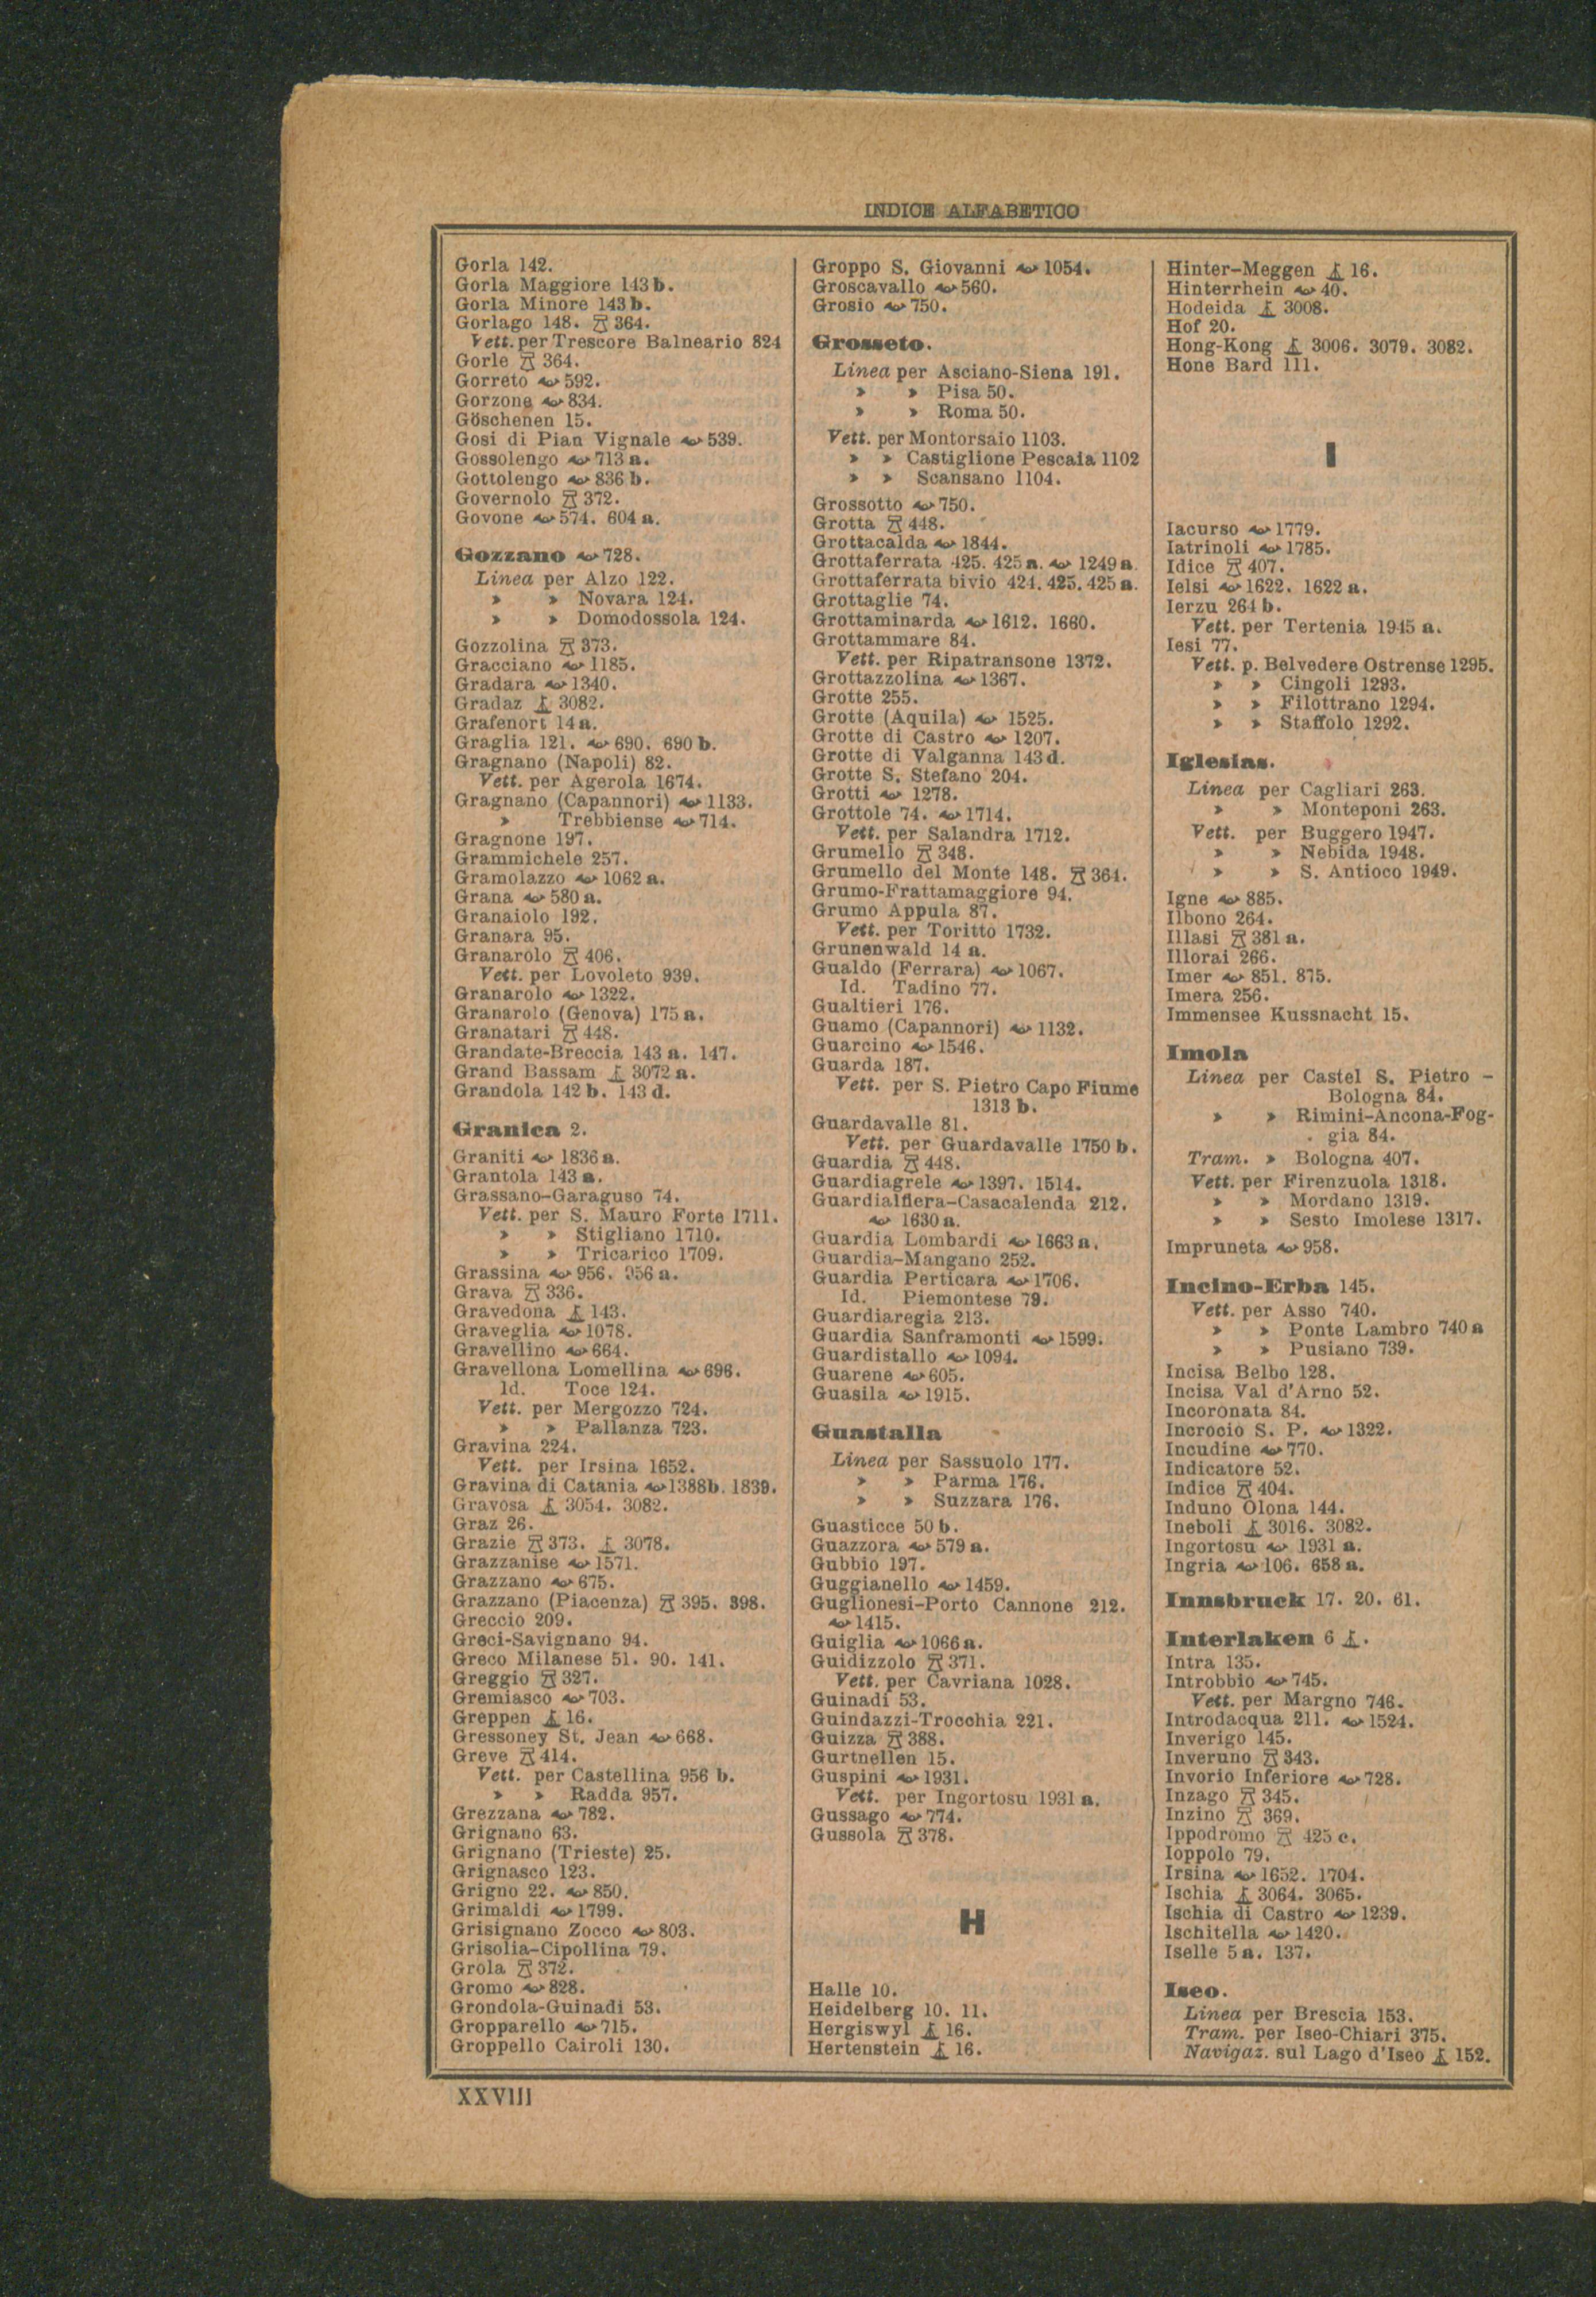 INDICE ALFABETICO
Gorla 142.
Gorla Maggiore 143 b.
Gorla Minore 143 b.
Gorlago 148. 364.
Vett. per Trescore Balneario 824
Gorle 364.
Gorreto 592.
Gorzone 834.
Göschenen 15.
Gosi di Pian Vignale 539.
Gossolengo 713 a.
Gottolengo 836 b.
Governolo 372.
Govone 574. 604 a.
Gozzano 728.
Linea per Alzo 122.
» » Novara 124.
» » Domodossola 124.
Gozzolina 373.
Gracciano 1185.
Gradara 1340.
Gradaz 3082.
Grafenort 14 a.
Graglia 121. 690. 690 b.
Gragnano (Napoli) 82.
Vett. per Agerola 1674.
Gragnano (Capannori) 1133.
» Trebbiense 714.
Gragnone 197.
Grammichele 257.
Gramolazzo 1062 a.
Grana 580 a.
Granaiolo 192.
Granara 95.
Granarolo 406.
Vett. per Lovoleto 939.
Granarolo 1322.
Granarolo (Genova) 175 a.
Granatari 448.
Grandate-Breccia 143 a. 147.
Grand Bassam 3072 a.
Grandola 142 b. 143 d.
Granica 2.
Graniti 1836 a.
Grantola 143 a.
Grassano-Garaguso 74.
Vett. per S. Mauro Forte 1711.
» » Stigliano 1710.
» » Tricarico 1709.
Grassina 956. 956 a.
Grava 336.
Gravedona 143.
Graveglia 1078.
Gravellino 664.
Gravellona Lomellina 696.
Id. Toce 124.
Vett. per Mergozzo 724.
» » Pallanza 723.
Gravina 224.
Vett. per Irsina 1652.
Gravina di Catania 1388b. 1839.
Gravosa 3054. 3082.
Graz 26.
Grazie 373. 3078.
Grazzanise 1571.
Grazzano 675.
Grazzano (Piacenza) 395. 398.
Greccio 209.
Greci-Savignano 94.
Greco Milanese 51. 90. 141.
Greggio 327.
Gremiasco 703.
Greppen 16.
Gressoney St. Jean 668.
Greve 414.
Vett. per Castellina 956 b.
» » Radda 957.
Grezzana 782.
Grignano 63.
Grignano (Trieste) 25.
Grignasco 123.
Grigno 22. 850.
Grimaldi 1799.
Grisignano Zocco 803.
Grisolia-Cipollina 79.
Grola 372.
Gromo 828.
Grondola-Guinadi 53.
Gropparello 715.
Groppello Cairoli 130.
Groppo S. Giovanni 1054.
Groscavallo 560.
Grosio 750.
Grosseto.
Linea per Asciano-Siena 191.
» » Pisa 50.
» » Roma 50.
Vett. per Montorsaio 1103.
» » Castiglione Pescaia 1102
» » Scansano 1104.
Grossotto 750.
Grotta 448.
Grottacalda 1844.
Grottaferrata 425. 425 a. 1249 a.
Grottaferrata bivio 424. 425. 425 a.
Grottaglie 74.
Grottaminarda 1612. 1660.
Grottammare 84.
Vett. per Ripatransone 1372.
Grottazzolina 1367.
Grotte 255.
Grotte (Aquila) 1525.
Grotte di Castro 1207.
Grotte di Valganna 143 d.
Grotte S. Stefano 204.
Grotti 1278.
Grottole 74. 1714.
Vett. per Salandra 1712.
Grumello 348.
Grumello del Monte 148. 364.
Grumo-Frattamaggiore 94.
Grumo Appula 87.
Vett. per Toritto 1732.
Grunenwald 14 a.
Gualdo (Ferrara) 1067.
Id. Tadino 77.
Gualtieri 176.
Guamo (Capannori) 1132.
Guarcino 1546.
Guarda 187.
Vett. per S. Pietro Capo Fiume
1313 b.
Guardavalle 81.
Vett. per Guardavalle 1750 b.
Guardia 448.
Guardiagrele 1397. 1514.
Guardialfiera-Casacalenda 212.
1630 a.
Guardia Lombardi 1663 a.
Guardia-Mangano 252.
Guardia Perticara 1706.
Id. Piemontese 79.
Guardiaregia 213.
Guardia Sanframonti 1599.
Guardistallo 1094.
Guarene 605.
Guasila 1915.
Guastalla
Linea per Sassuolo 177.
» » Parma 176.
» » Suzzara 176.
Guasticce 50 b.
Guazzora 579 a.
Gubbio 197.
Guggianello 1459.
Guglionesi-Porto Cannone 212.
1415.
Guiglia 1066 a.
Guidizzolo 371.
Vett. per Cavriana 1028.
Guinadi 53.
Guindazzi-Trocchia 221.
Guizza 388.
Gurtnellen 15.
Guspini 1931.
Vett. per Ingortosu 1931 a.
Gussago 774.
Gussola 378.
H
Halle 10.
Heidelberg 10. 11.
Hergiswyl 16.
Hertenstein 16.
Hinter-Meggen 16.
Hinterrhein 40.
Hodeida 3008.
Hof 20.
Hong-Kong 3006. 3079. 3082.
Hone Bard 111.
I
Iacurso 1779.
Iatrinoli 1785.
Idice 407.
Ielsi 1622. 1622 a.
Ierzu 264 b.
Vett. per Tertenia 1945 a.
Iesi 77.
Vett. p. Belvedere Ostrense 1295.
» » Cingoli 1293.
» » Filottrano 1294.
» » Staffolo 1292.
Iglesias.
Linea per Cagliari 263.
» » Monteponi 263.
Vett. per Buggero 1947.
» » Nebida 1948.
» » S. Antioco 1949.
Igne 885.
Ilbono 264.
Illasi 381 a.
Illorai 266.
Imer 851. 875.
Imera 256.
Immensee Kussnacht 15.
Imola
Linea per Castel S. Pietro -
Bologna 84.
» » Rimini-Ancona-Fog-
gia 84.
Tram. » Bologna 407.
Vett. per Firenzuola 1318.
» » Mordano 1319.
» » Sesto Imolese 1317.
Impruneta 958.
Incino-Erba 145.
Vett. per Asso 740.
» » Ponte Lambro 740 a
» » Pusiano 739.
Incisa Belbo 128.
Incisa Val d'Arno 52.
Incoronata 84.
Incrocio S. P. 1322.
Incudine 770.
Indicatore 52.
Indice 404.
Induno Olona 144.
Ineboli 3016. 3082.
Ingortosu 1931 a.
Ingria 106. 658 a.
Innsbruck 17. 20. 61.
Interlaken 6 .
Intra 135.
Introbbio 745.
Vett. per Margno 746.
Introdacqua 211. 1524.
Inverigo 145.
Inveruno 343.
Invorio Inferiore 728.
Inzago 345.
Inzino 369.
Ippodromo 425 c.
Ioppolo 79.
Irsina 1652. 1704.
Ischia 3064. 3065.
Ischia di Castro 1239.
Ischitella 1420.
Iselle 5 a. 137.
Iseo.
Linea per Brescia 153.
Tram. per Iseo-Chiari 375.
Navigaz. sul Lago d'Iseo 152.
XXVIII